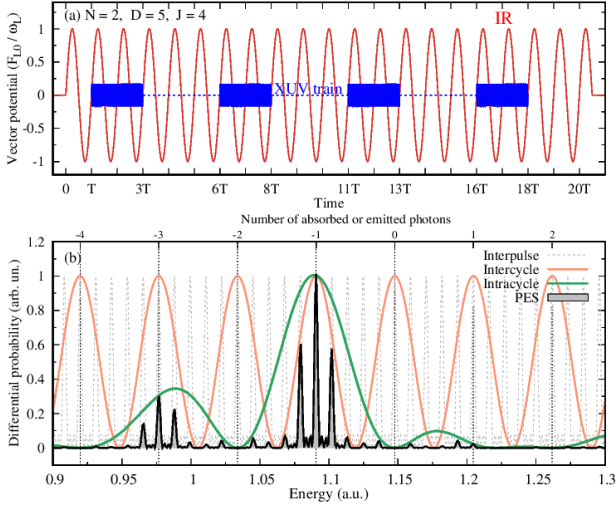 (a) N = 2, D = 5, J = 4
IR
Vector potential (F_L0 / ω_L)
1
0.5
0
-0.5
-1
XUV train
0 T 3T 6T 8T 11T 13T 16T 18T 20T
Time
Number of absorbed or emitted photons
-4 -3 -2 -1 0 1 2
(b)
Interpulse
Intercycle
Intracycle
PES
Differential probability (arb. un.)
1.2
1
0.8
0.6
0.4
0.2
0
0.9 0.95 1 1.05 1.1 1.15 1.2 1.25 1.3
Energy (a.u.)